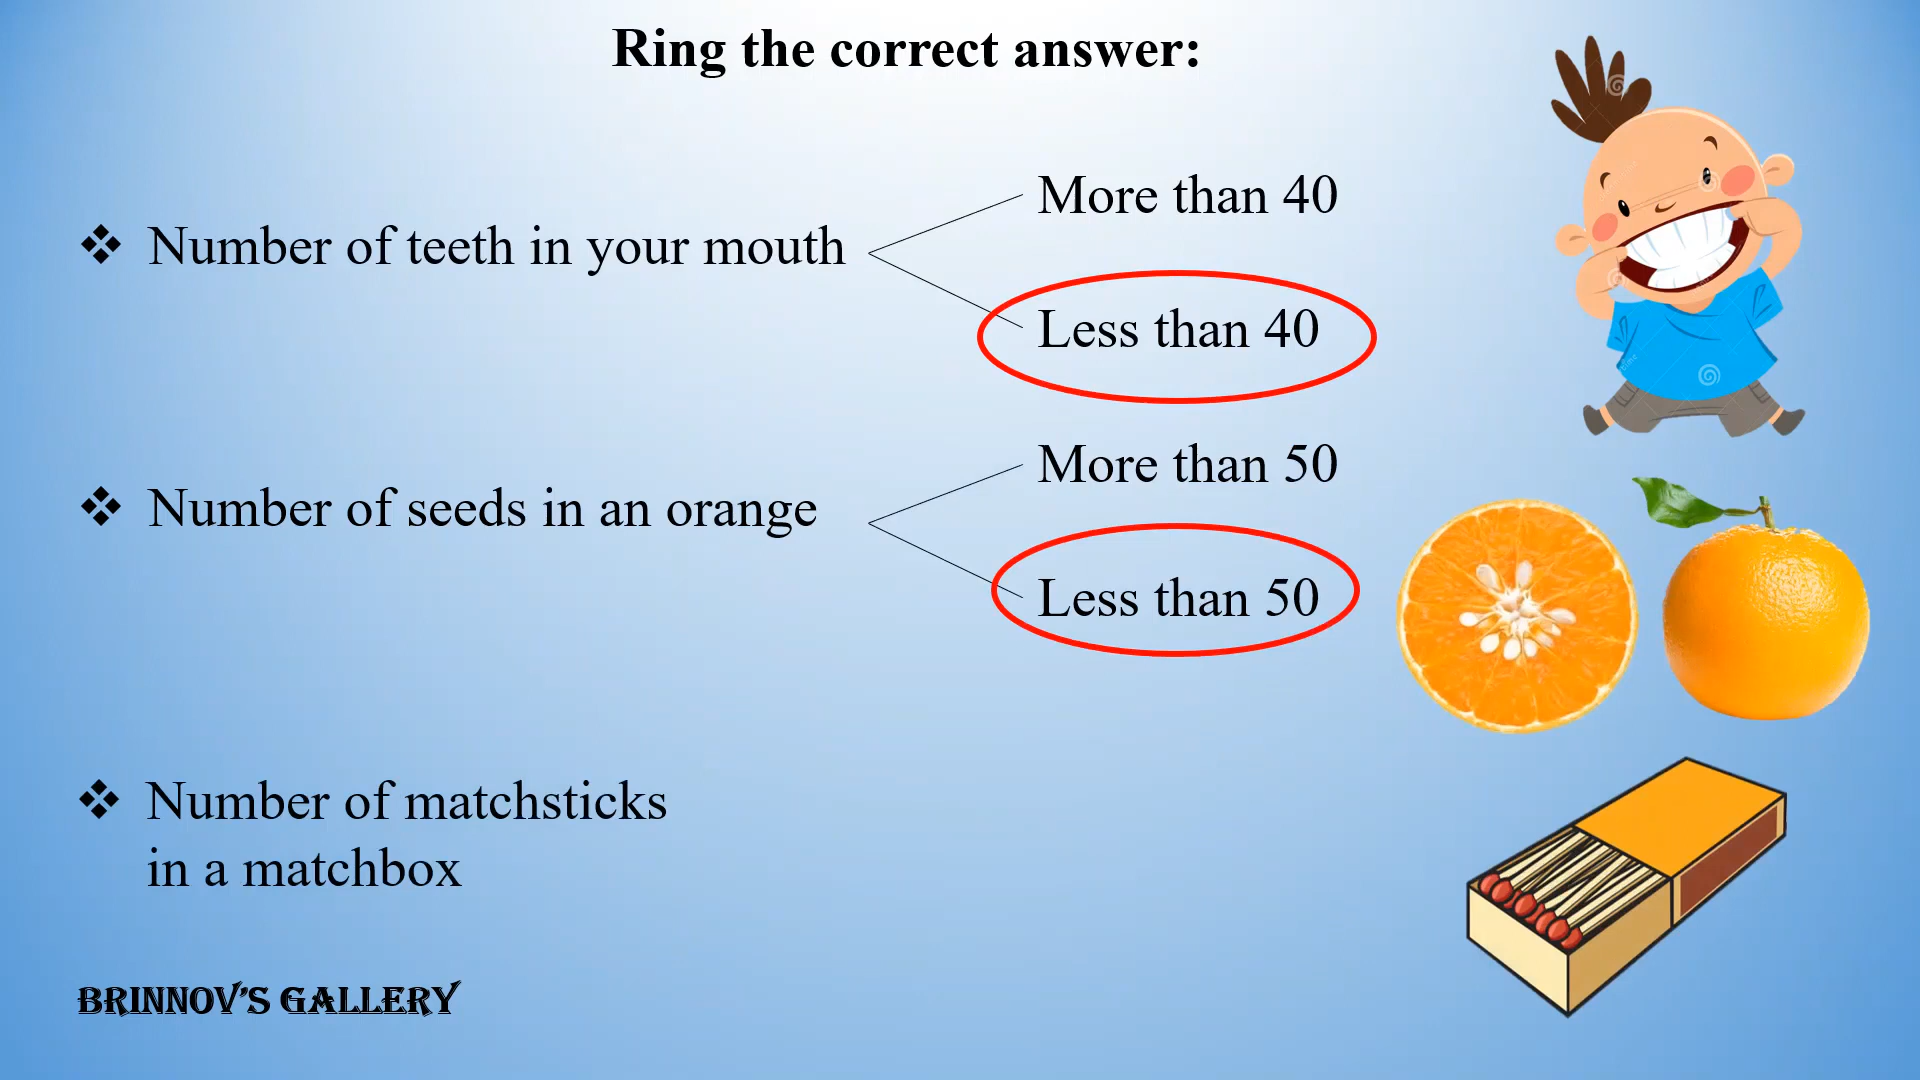 Ring the correct answer:
❖ Number of teeth in your mouth
More than 40
Less than 40
❖ Number of seeds in an orange
More than 50
Less than 50
❖ Number of matchsticks
in a matchbox
BRINNOV'S GALLERY